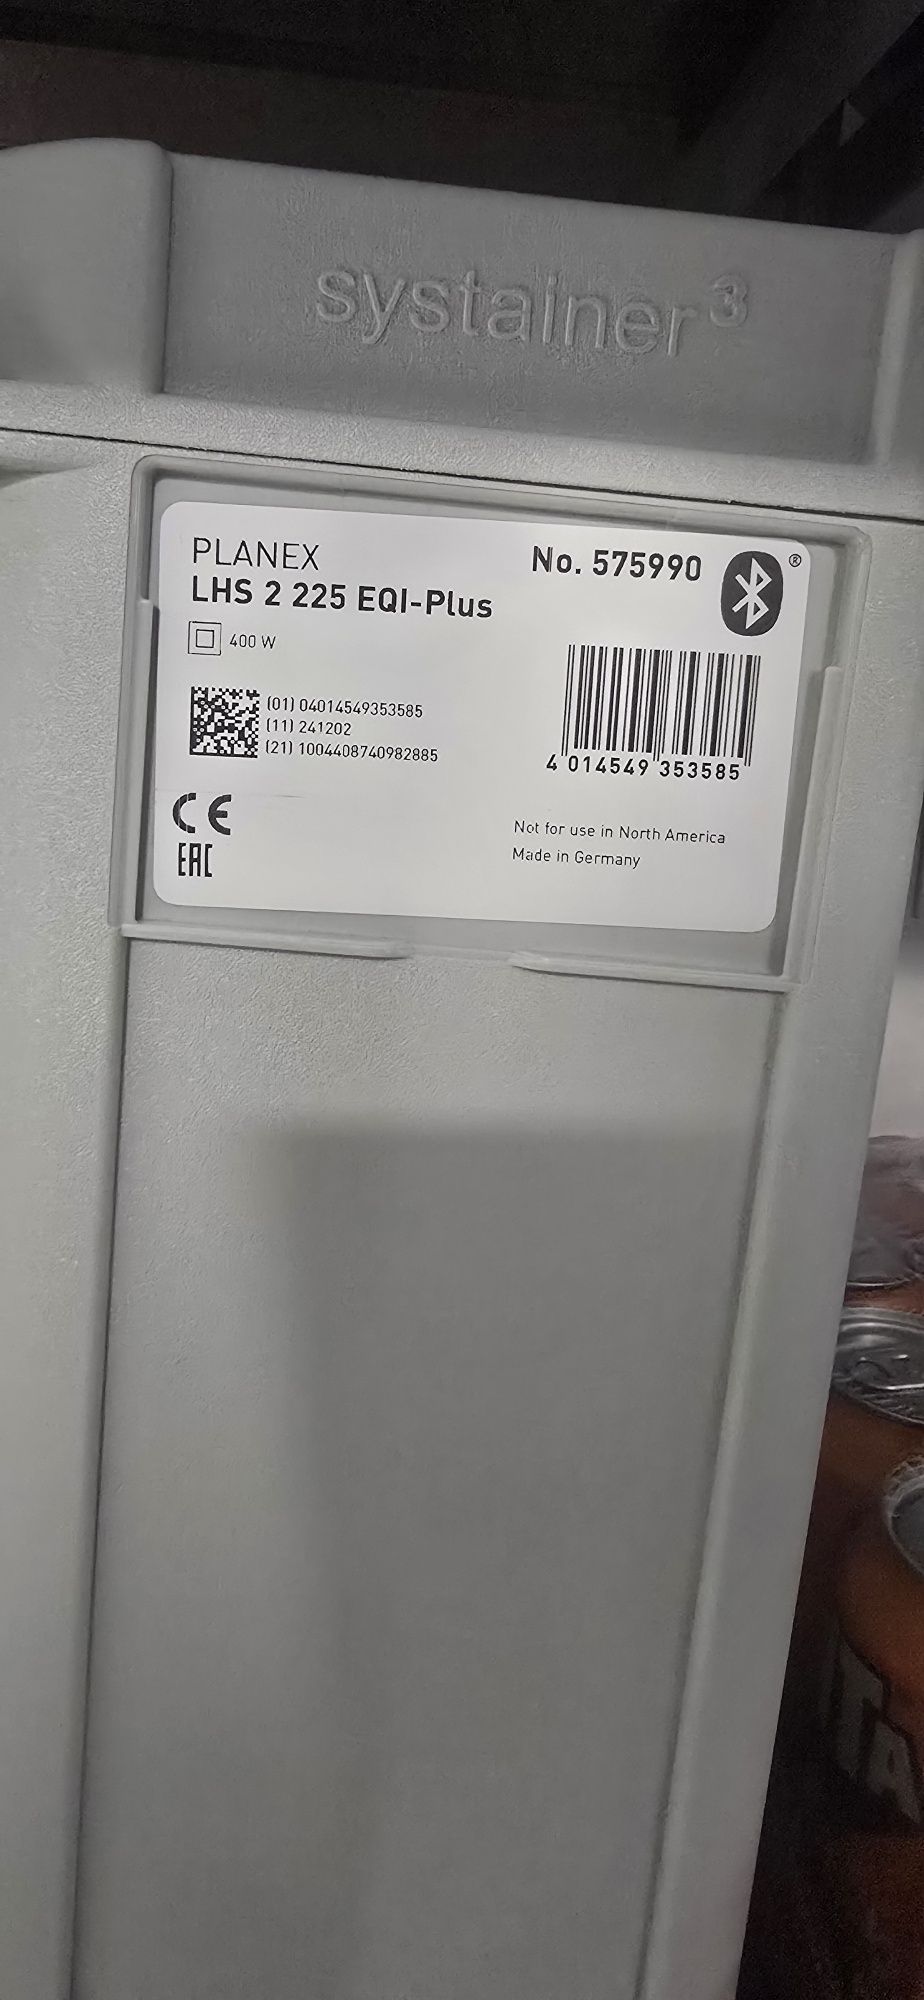 systainer³
PLANEX
LHS 2 225 EQI-Plus
No. 575990
®
400 W
(01) 04014549353585
(11) 241202
(21) 1004408740982885
4 014549 353585
CE
EAC
Not for use in North America
Made in Germany